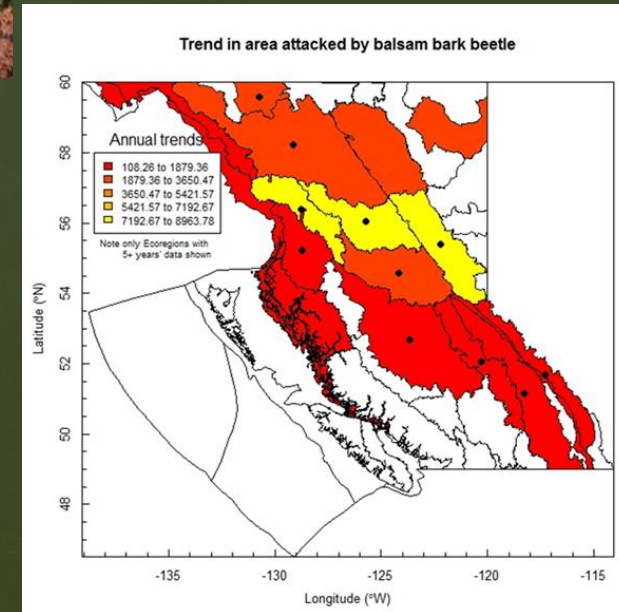 Trend in area attacked by balsam bark beetle
60
58
56
54
52
50
48
Latitude (°N)
Annual trends
108.26 to 1879.36
1879.36 to 3650.47
3650.47 to 5421.57
5421.57 to 7192.67
7192.67 to 8963.78
Note only Ecoregions with
5+ years' data shown
-135
-130
-125
-120
-115
Longitude (°W)